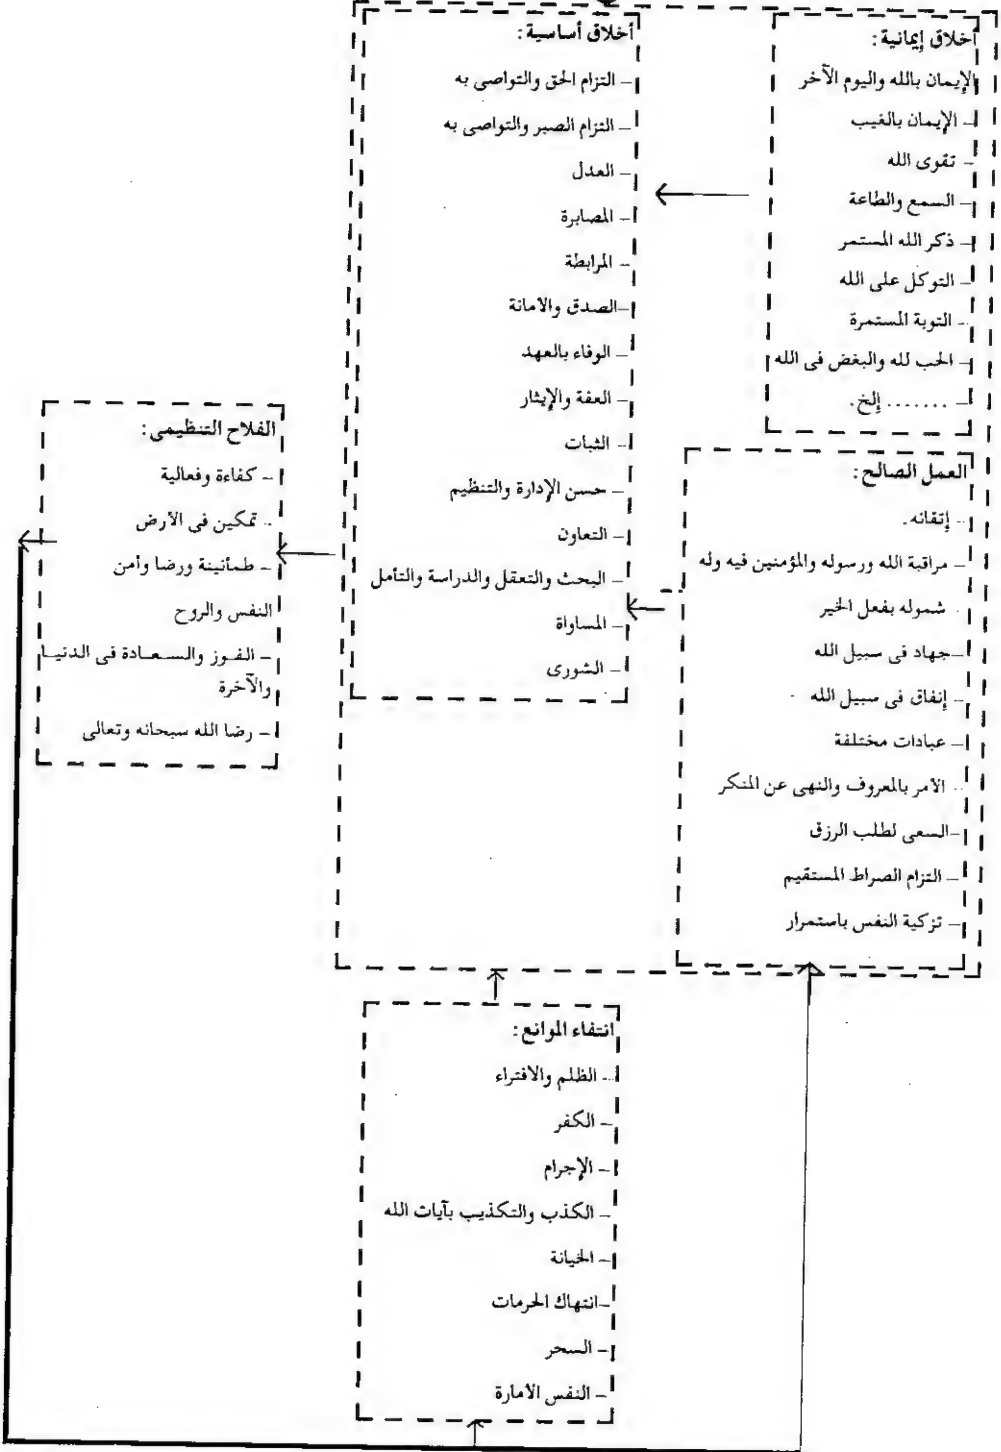 أخلاق إيمانية:
الإيمان بالله واليوم الآخر
– الإيمان بالغيب
– تقوى الله
– السمع والطاعة
– ذكر الله المستمر
– التوكل على الله
– التوبة المستمرة
– الحب لله والبغض فى الله
– ....... إلخ.
العمل الصالح:
– إتقانه.
– مراقبة الله ورسوله والمؤمنين فيه وله
– شموله بفعل الخير
– جهاد فى سبيل الله
– إنفاق فى سبيل الله
– عبادات مختلفة
– الأمر بالمعروف والنهى عن المنكر
– السعى لطلب الرزق
– التزام الصراط المستقيم
– تزكية النفس باستمرار
أخلاق أساسية:
– التزام الحق والتواصى به
– التزام الصبر والتواصى به
– العدل
– المصابرة
– المرابطة
– الصدق والأمانة
– الوفاء بالعهد
– العفة والإيثار
– الثبات
– حسن الإدارة والتنظيم
– التعاون
– البحث والتعقل والدراسة والتأمل
– المساواة
– الشورى
الفلاح التنظيمى:
– كفاءة وفعالية
– تمكين فى الأرض
– طمأنينة ورضا وأمن
النفس والروح
– الفوز والسعادة فى الدنيا
والآخرة
– رضا الله سبحانه وتعالى
انتفاء الموانع:
– الظلم والافتراء
– الكفر
– الإجرام
– الكذب والتكذيب بآيات الله
– الخيانة
– انتهاك الحرمات
– السحر
– النفس الأمارة